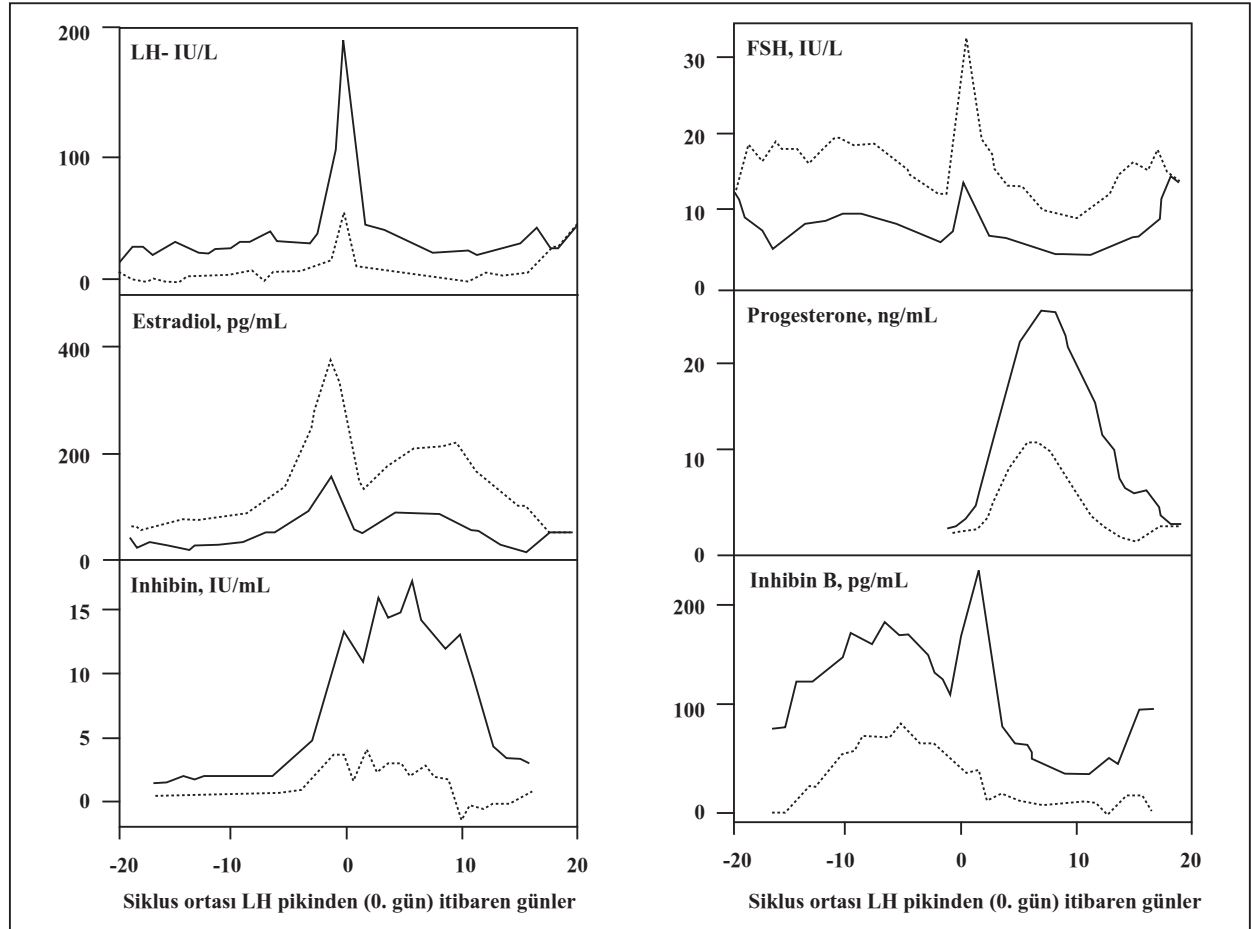 200
LH- IU/L
100
0
Estradiol, pg/mL
400
200
0
Inhibin, IU/mL
15
10
5
0
-20 -10 0 10 20
Siklus ortası LH pikinden (0. gün) itibaren günler
FSH, IU/L
30
20
10
0
Progesterone, ng/mL
20
10
0
Inhibin B, pg/mL
200
100
0
-20 -10 0 10 20
Siklus ortası LH pikinden (0. gün) itibaren günler